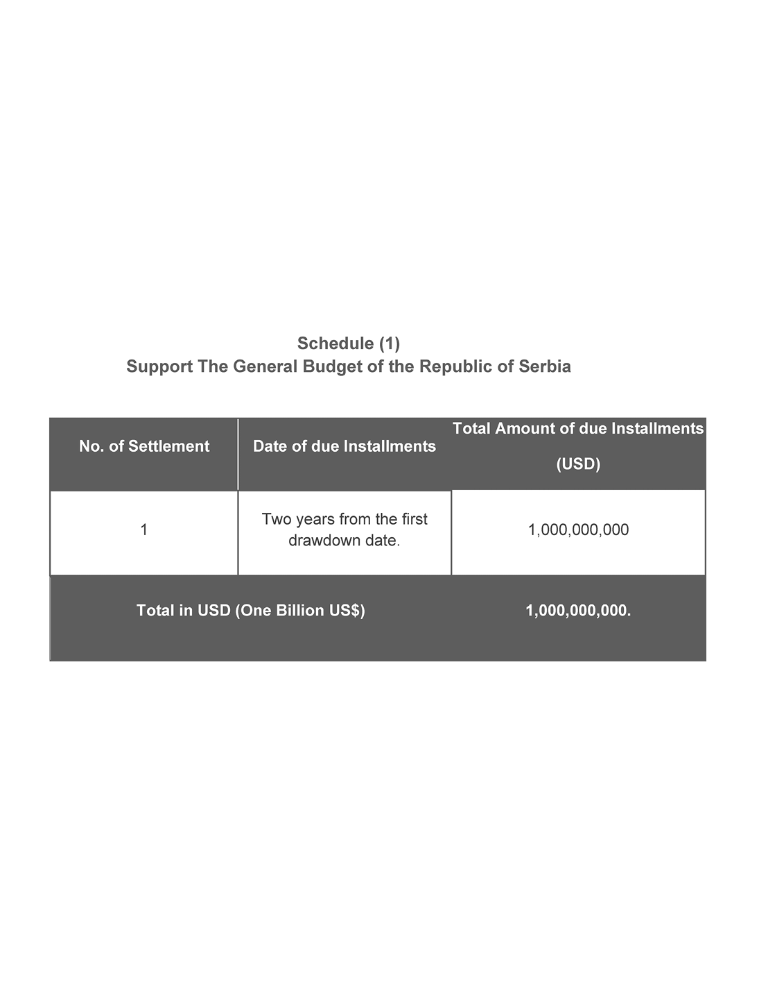 Schedule (1)
Support The General Budget of the Republic of Serbia
No. of Settlement
Date of due Installments
Total Amount of due Installments
(USD)
1
Two years from the first
drawdown date.
1,000,000,000
Total in USD (One Billion US$)
1,000,000,000.